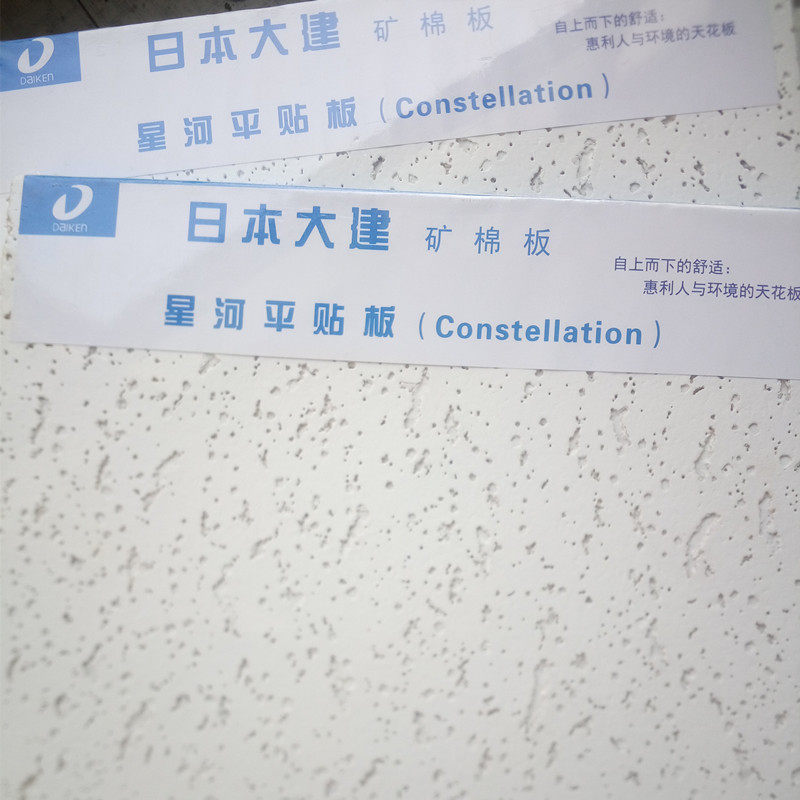 DAIKEN
日本大建 矿棉板
自上而下的舒适：
惠利人与环境的天花板
星河平贴板（Constellation）
DAIKEN
日本大建 矿棉板
自上而下的舒适：
惠利人与环境的天花板
星河平贴板（Constellation）